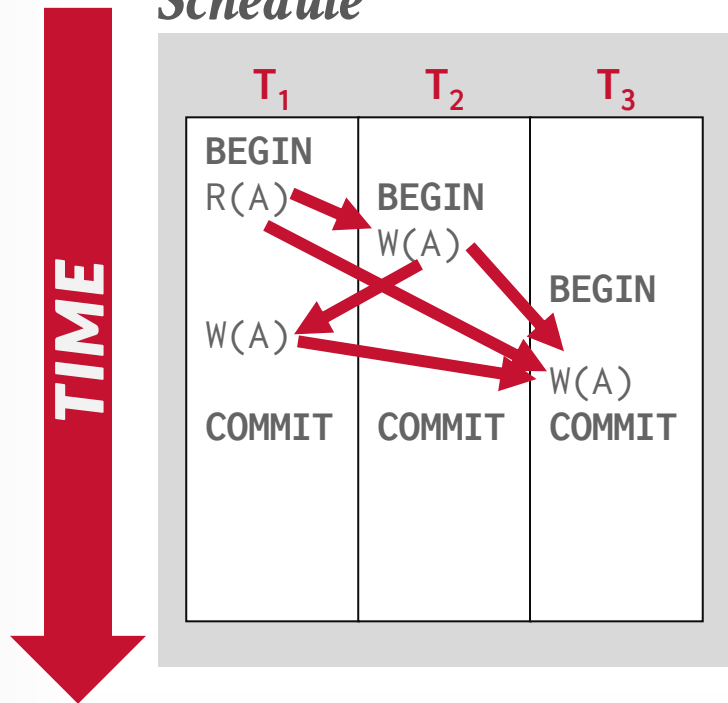 Schedule
TIME
T1 T2 T3
BEGIN
R(A) BEGIN
W(A)
BEGIN
W(A)
W(A)
COMMIT COMMIT COMMIT